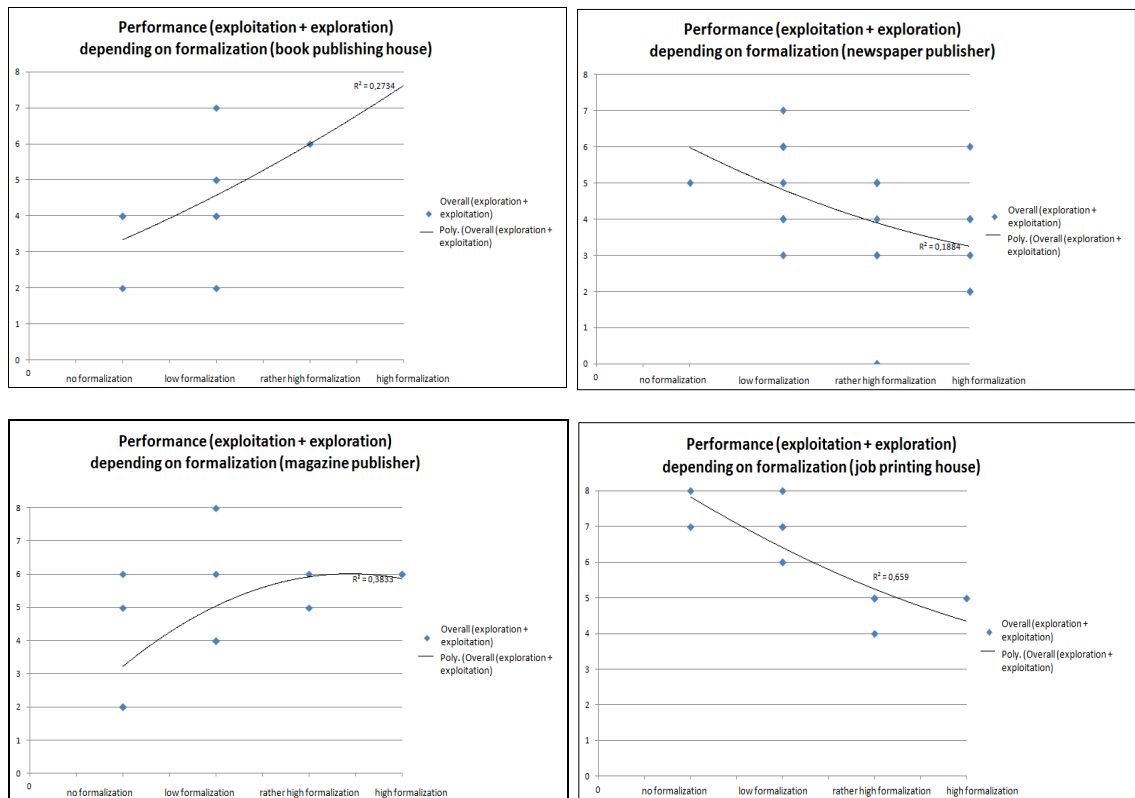 Performance (exploitation + exploration)
depending on formalization (book publishing house)
8
7
6
5
4
3
2
1
0
R² = 0,2734
Overall (exploration +
exploitation)
Poly. (Overall (exploration +
exploitation)
0
no formalization
low formalization
rather high formalization
high formalization
Performance (exploitation + exploration)
depending on formalization (newspaper publisher)
8
7
6
5
4
3
2
1
0
R² = 0,1884
Overall (exploration +
exploitation)
Poly. (Overall (exploration +
exploitation)
0
no formalization
low formalization
rather high formalization
high formalization
Performance (exploitation + exploration)
depending on formalization (magazine publisher)
8
7
6
5
4
3
2
1
0
R² = 0,3833
Overall (exploration +
exploitation)
Poly. (Overall (exploration +
exploitation)
0
no formalization
low formalization
rather high formalization
high formalization
Performance (exploitation + exploration)
depending on formalization (job printing house)
8
7
6
5
4
3
2
1
0
R² = 0,659
Overall (exploration +
exploitation)
Poly. (Overall (exploration +
exploitation)
0
no formalization
low formalization
rather high formalization
high formalization